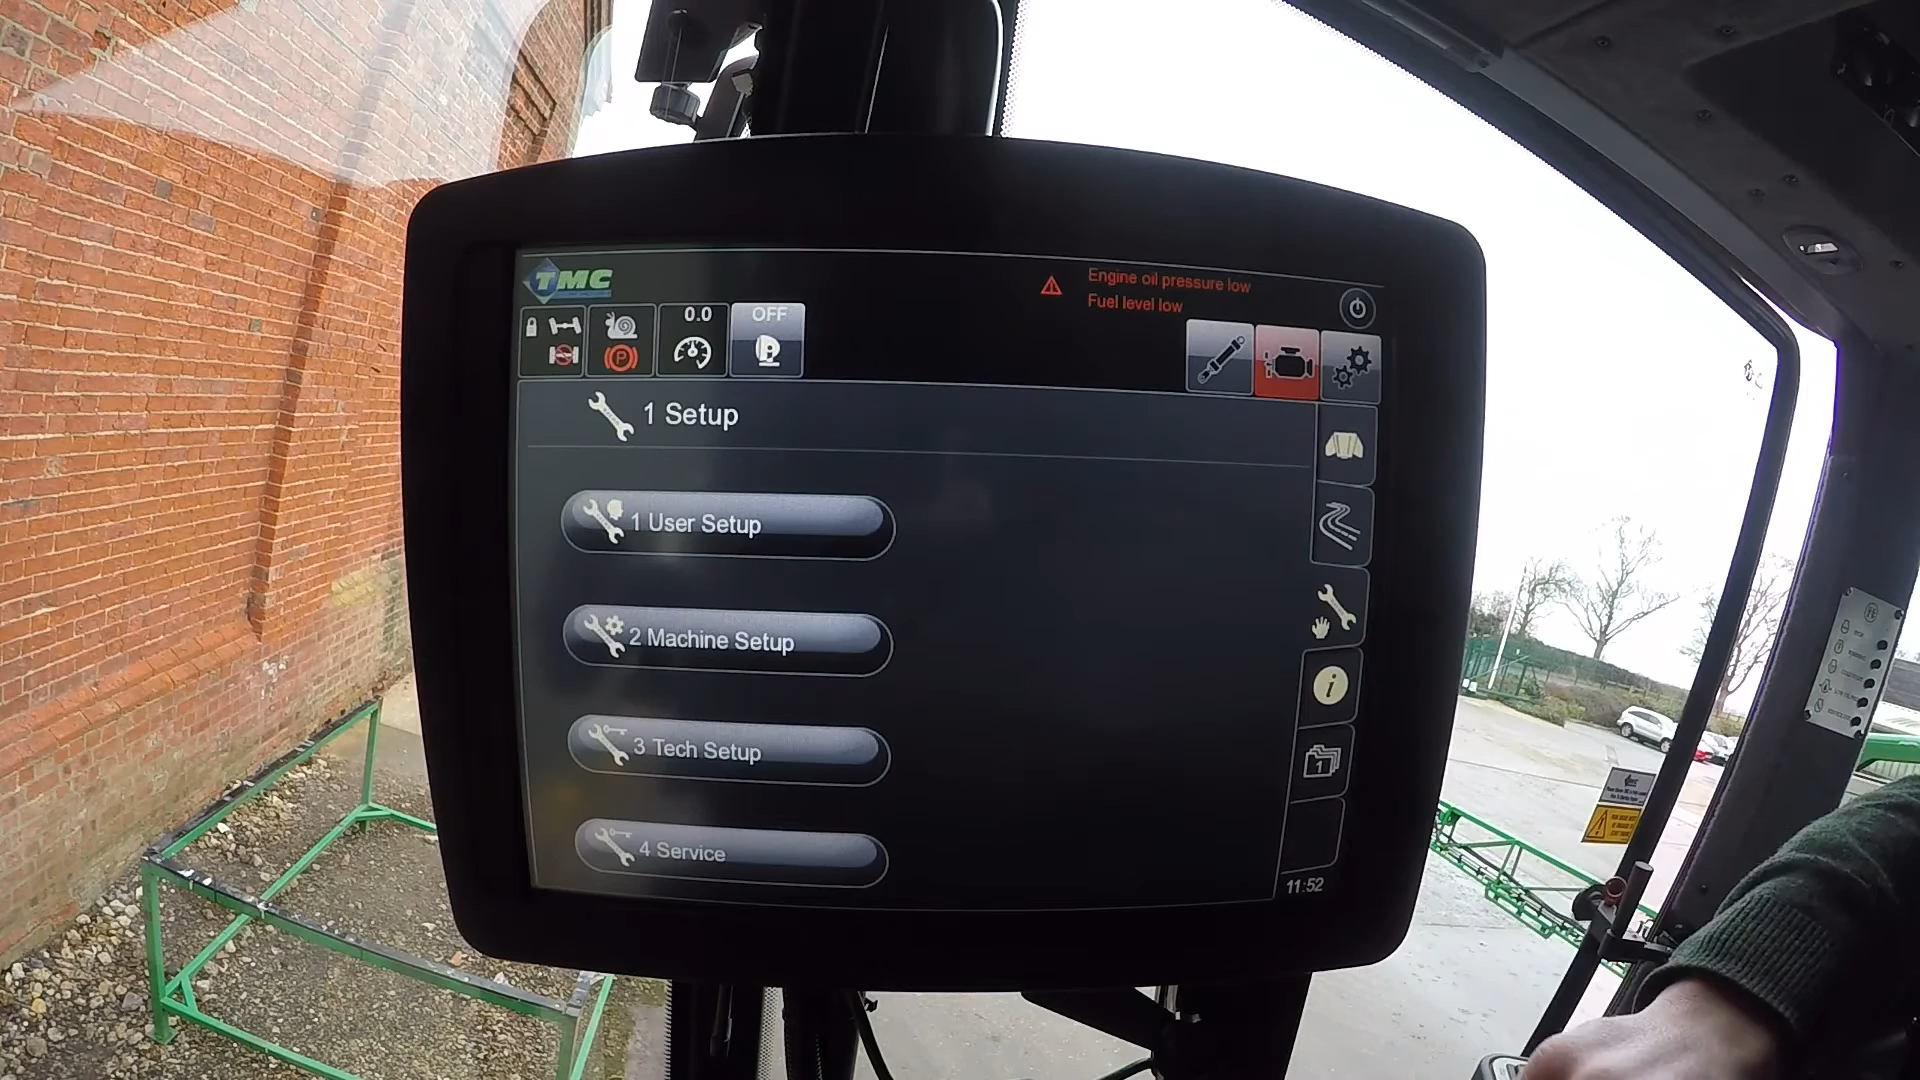 TMC
Engine oil pressure low
Fuel level low
0.0
OFF
P
1 Setup
1 User Setup
2 Machine Setup
3 Tech Setup
4 Service
i
1
11:52